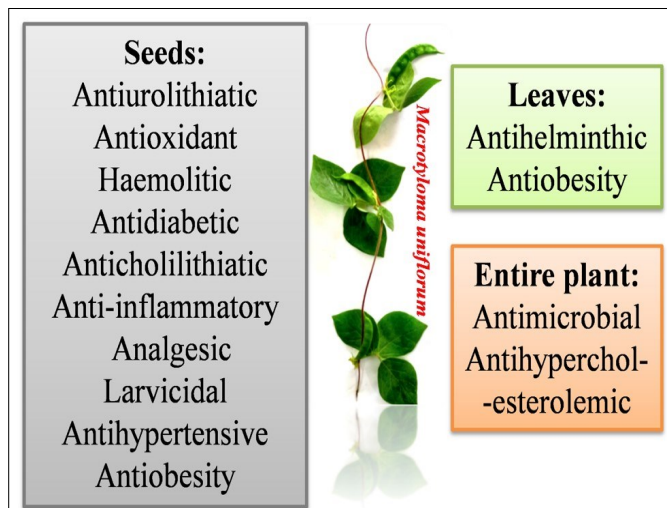 Seeds:
Antiurolithiatic
Antioxidant
Haemolitic
Antidiabetic
Anticholilithiatic
Anti-inflammatory
Analgesic
Larvicidal
Antihypertensive
Antiobesity
Macrotyloma uniflorum
Leaves:
Antihelminthic
Antiobesity
Entire plant:
Antimicrobial
Antihyperchol-
-esterolemic